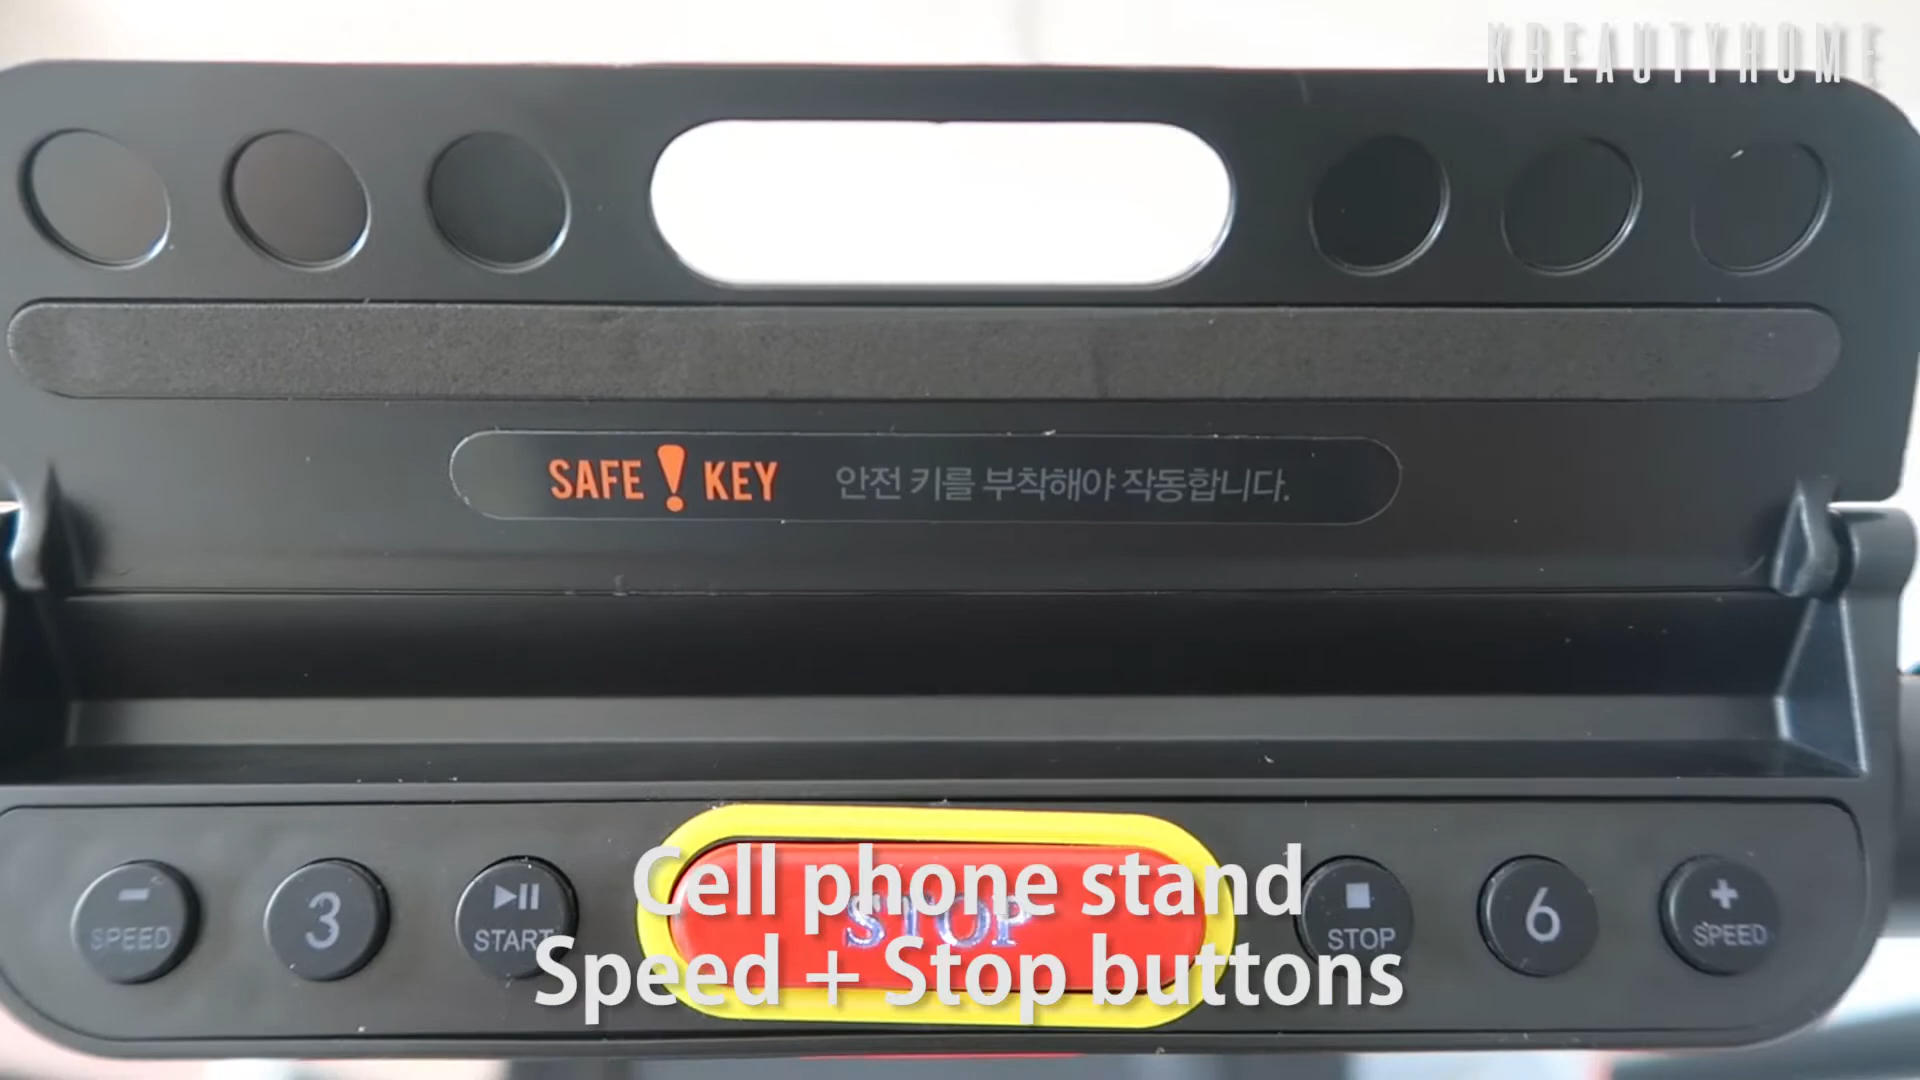 KBEAUTYHOME
SAFE ! KEY 안전 키를 부착해야 작동합니다.
- SPEED
3
START
STOP
STOP
6
+ SPEED
Cell phone stand
Speed + Stop buttons